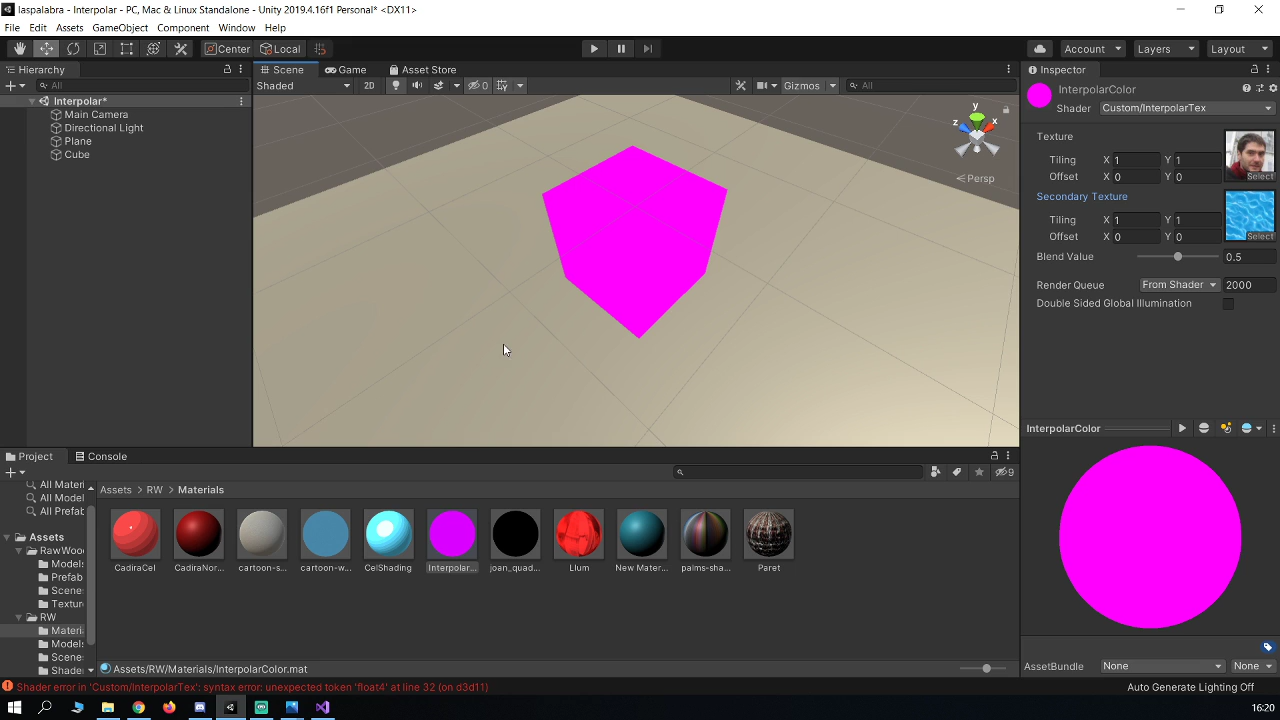 laspalabra - Interpolar - PC, Mac & Linux Standalone - Unity 2019.4.16f1 Personal* <DX11>
File Edit Assets GameObject Component Window Help
Center Local Account Layers Layout
Hierarchy
All
Interpolar*
Main Camera
Directional Light
Plane
Cube
Scene Game Asset Store
Shaded 2D 0 Gizmos All
y
z x
Persp
Inspector
InterpolarColor
Shader Custom/InterpolarTex
Texture
Tiling X 1 Y 1
Offset X 0 Y 0
Select
Secondary Texture
Tiling X 1 Y 1
Offset X 0 Y 0
Select
Blend Value 0.5
Render Queue From Shader 2000
Double Sided Global Illumination
InterpolarColor
AssetBundle None None
Project Console
9
All Materi
All Model
All Prefab
Assets
RawWoo
Models
Prefab
Scenes
Texture
RW
Materia
Models
Scenes
Shade
Assets > RW > Materials
CadiraCel CadiraNor... cartoon-s... cartoon-w... CelShading Interpolar... joan_quad... Llum New Mater... palms-sha... Paret
Assets/RW/Materials/InterpolarColor.mat
Shader error in 'Custom/InterpolarTex': syntax error: unexpected token 'float4' at line 32 (on d3d11)
Auto Generate Lighting Off
16:20